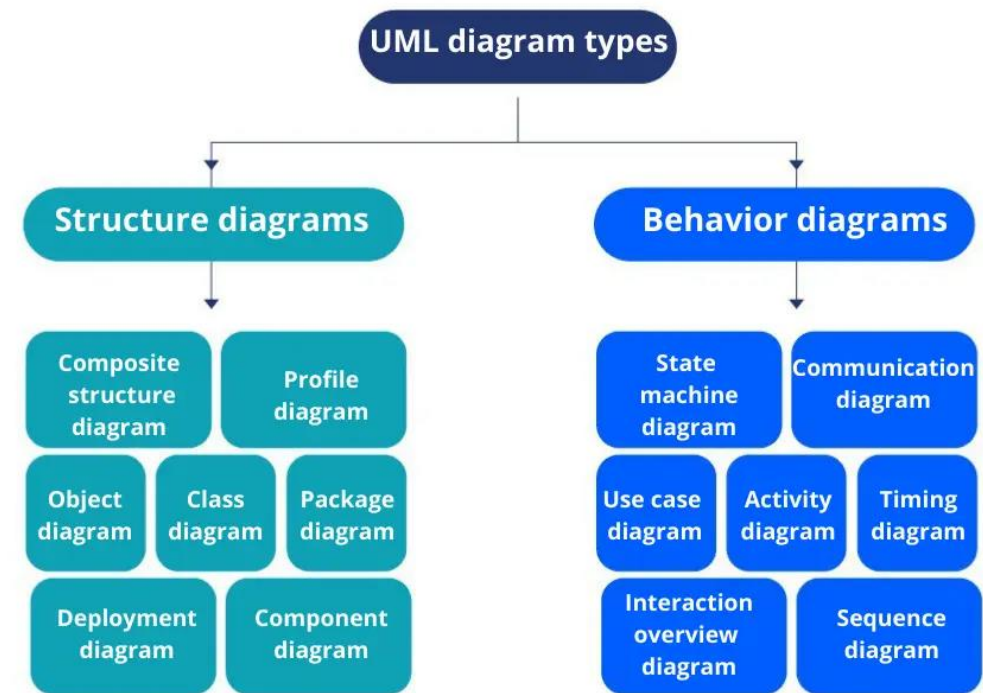 UML diagram types
Structure diagrams
Behavior diagrams
Composite
structure
diagram
Profile
diagram
Object
diagram
Class
diagram
Package
diagram
Deployment
diagram
Component
diagram
State
machine
diagram
Communication
diagram
Use case
diagram
Activity
diagram
Timing
diagram
Interaction
overview
diagram
Sequence
diagram